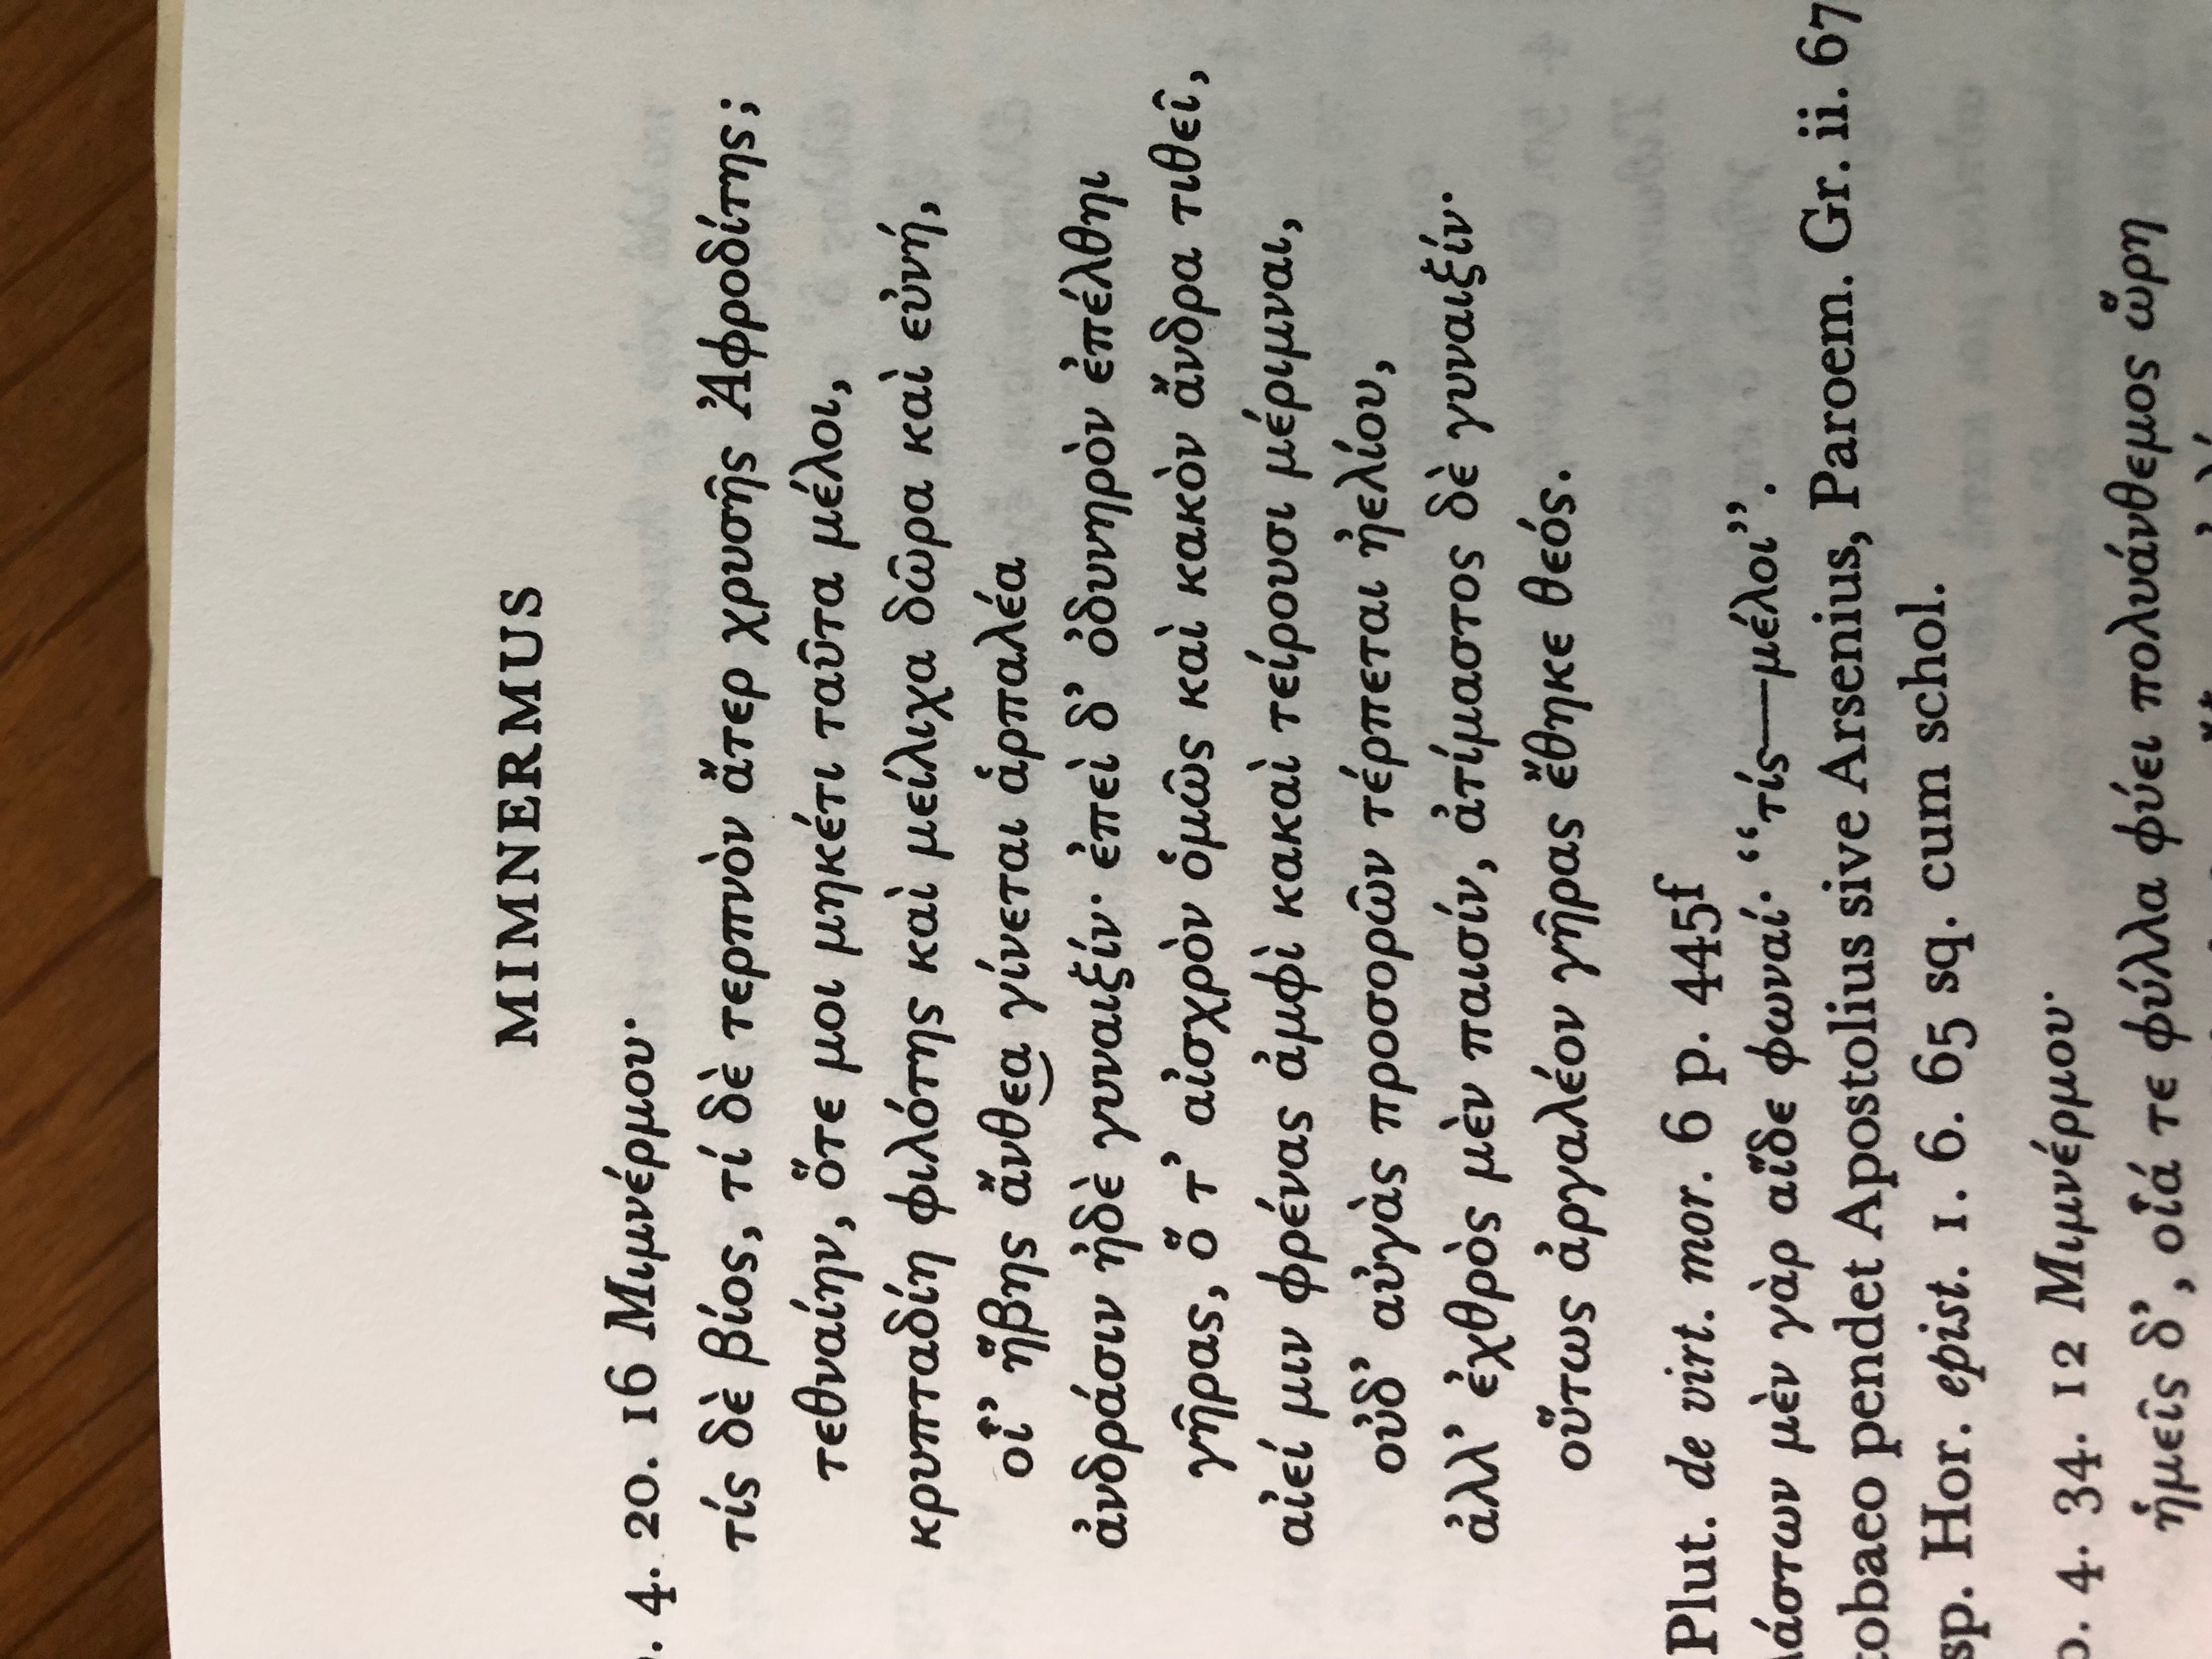 MIMNERMUS
. 4. 20. 16 Μιμνέρμου·
τίς δὲ βίος, τί δὲ τερπνὸν ἄτερ χρυσῆς Ἀφροδίτης;
τεθναίην, ὅτε μοι μηκέτι ταῦτα μέλοι,
κρυπταδίη φιλότης καὶ μείλιχα δῶρα καὶ εὐνή,
οἷ’ ἥβης ἄνθεα γίνεται ἁρπαλέα
ἀνδράσιν ἠδὲ γυναιξίν· ἐπεὶ δ’ ὀδυνηρὸν ἐπέλθηι
γῆρας, ὅ τ’ αἰσχρὸν ὁμῶς καὶ κακὸν ἄνδρα τιθεῖ,
αἰεί μιν φρένας ἀμφὶ κακαὶ τείρουσι μέριμναι,
οὐδ’ αὐγὰς προσορῶν τέρπεται ἠελίου,
ἀλλ’ ἐχθρὸς μὲν παισίν, ἀτίμαστος δὲ γυναιξίν·
οὕτως ἀργαλέον γῆρας ἔθηκε θεός.
Plut. de virt. mor. 6 p. 445f
άστων μὲν γὰρ αἵδε φωναί· “τίς—μέλοι”.
tobaeo pendet Apostolius sive Arsenius, Paroem. Gr. ii. 67
sp. Hor. epist. 1. 6. 65 sq. cum schol.
. 4. 34. 12 Μιμνέρμου·
ἡμεῖς δ’, οἷά τε φύλλα φύει πολυάνθεμος ὥρη